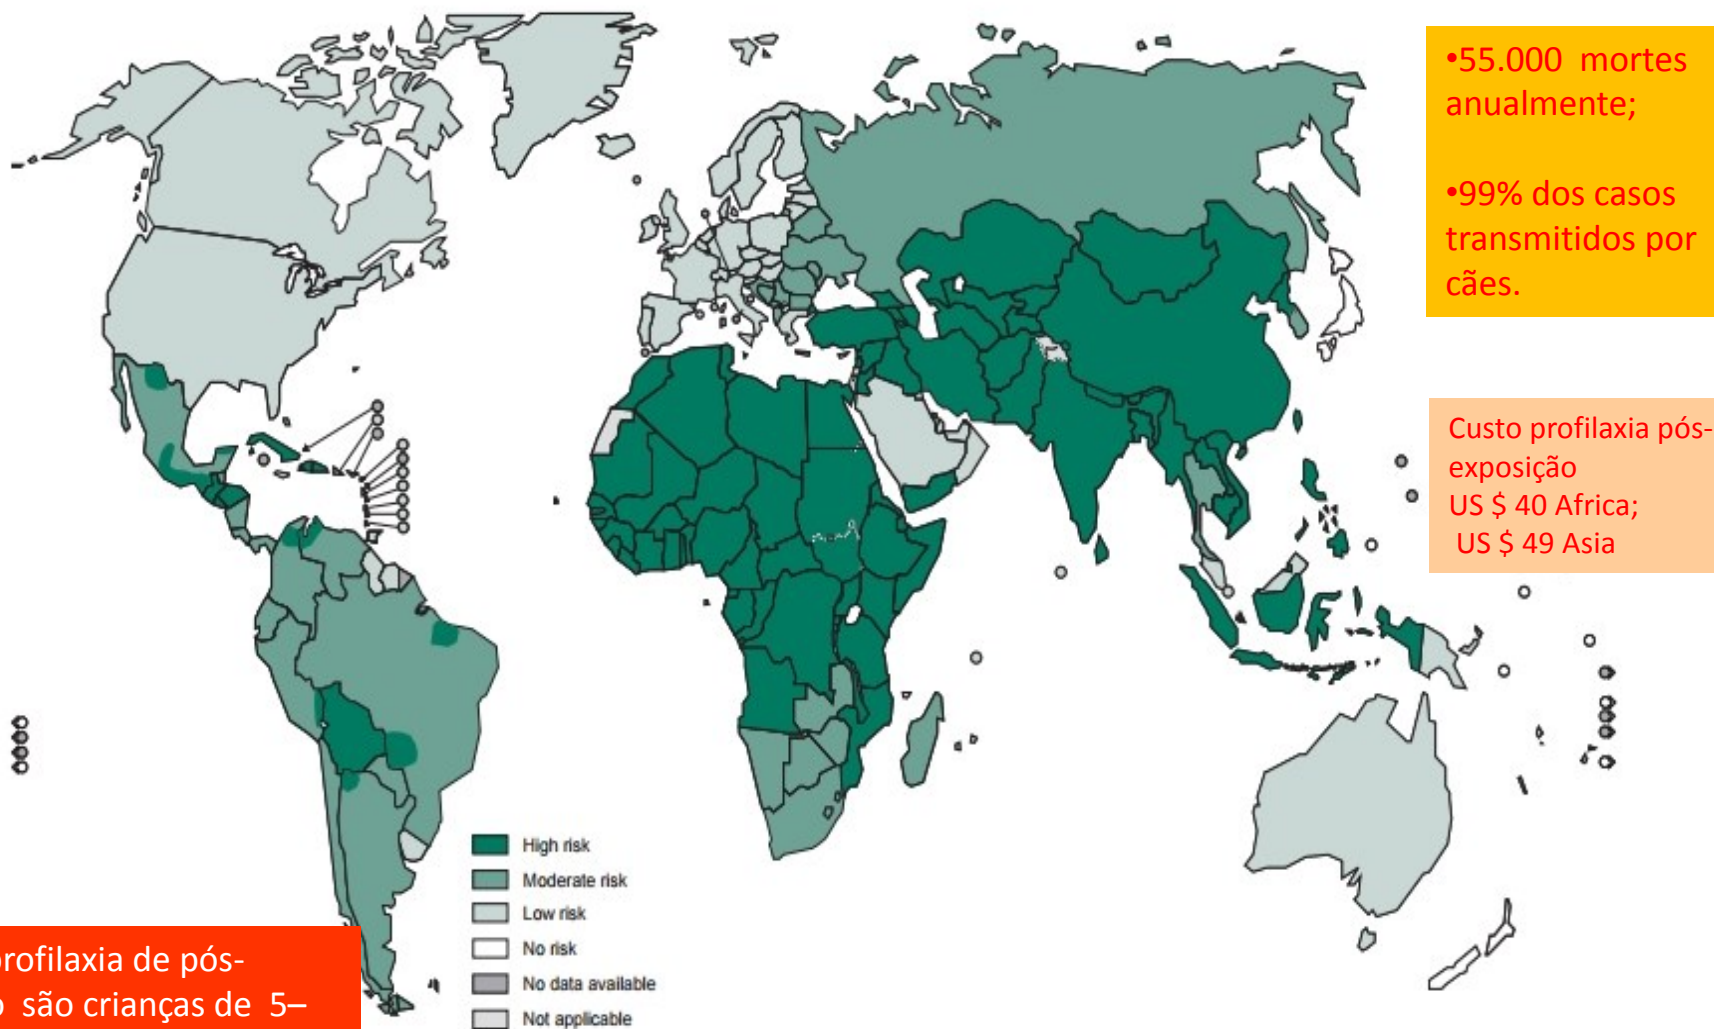 •55.000 mortes
anualmente;
•99% dos casos
transmitidos por
cães.
Custo profilaxia pós-
exposição
US $ 40 Africa;
US $ 49 Asia
High risk
Moderate risk
Low risk
No risk
No data available
Not applicable
profilaxia de pós-
são crianças de 5–